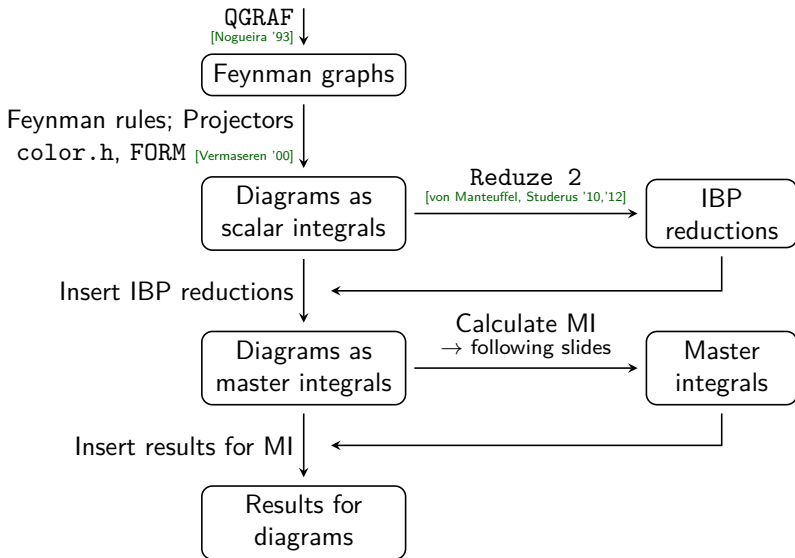 QGRAF
[Nogueira '93]
Feynman graphs
Feynman rules; Projectors
color.h, FORM [Vermaseren '00]
Diagrams as
scalar integrals
Reduze 2
[von Manteuffel, Studerus '10,'12]
IBP
reductions
Insert IBP reductions
Diagrams as
master integrals
Calculate MI
→ following slides
Master
integrals
Insert results for MI
Results for
diagrams